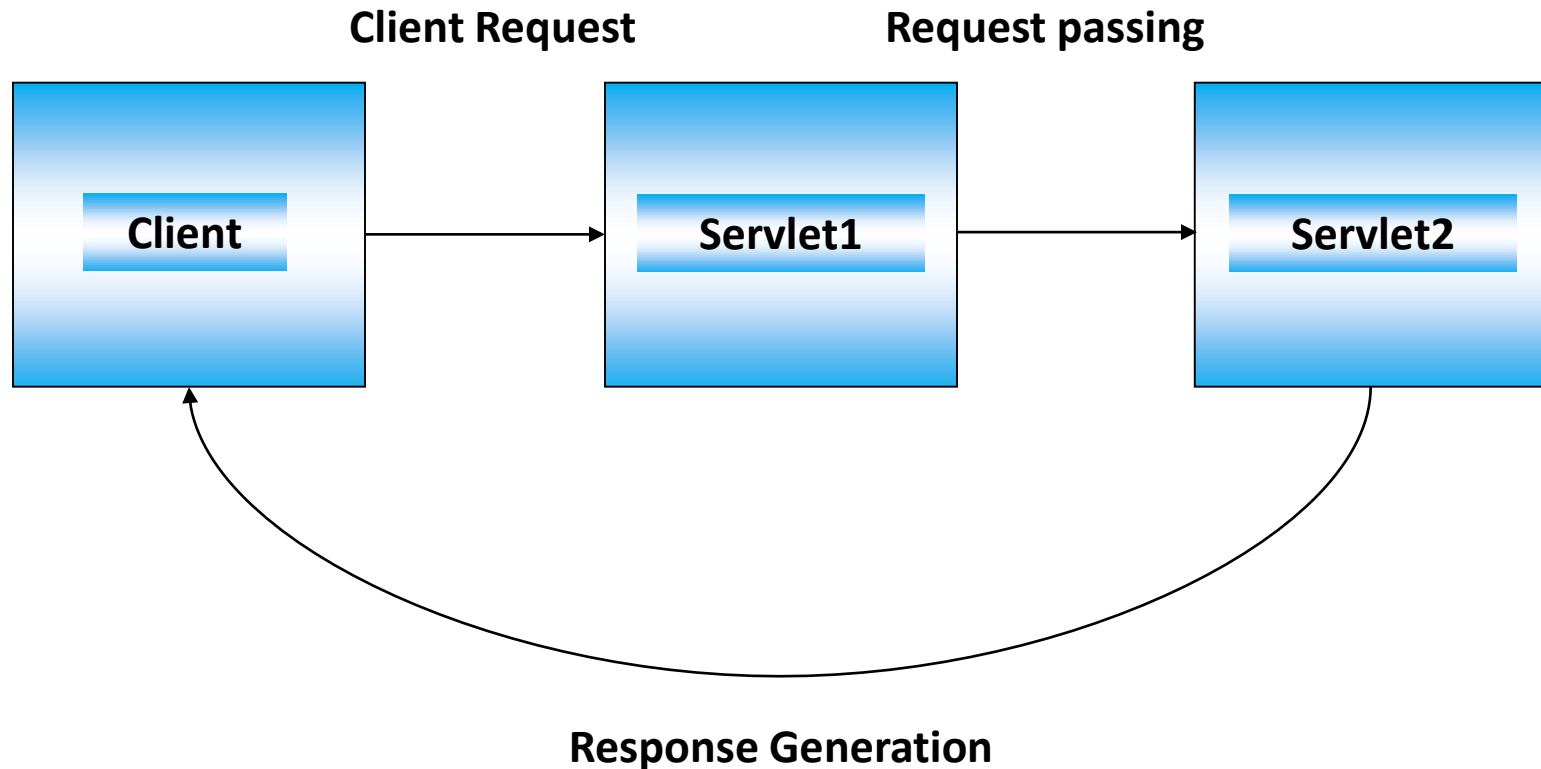 Client Request
Request passing
Client
Servlet1
Servlet2
Response Generation